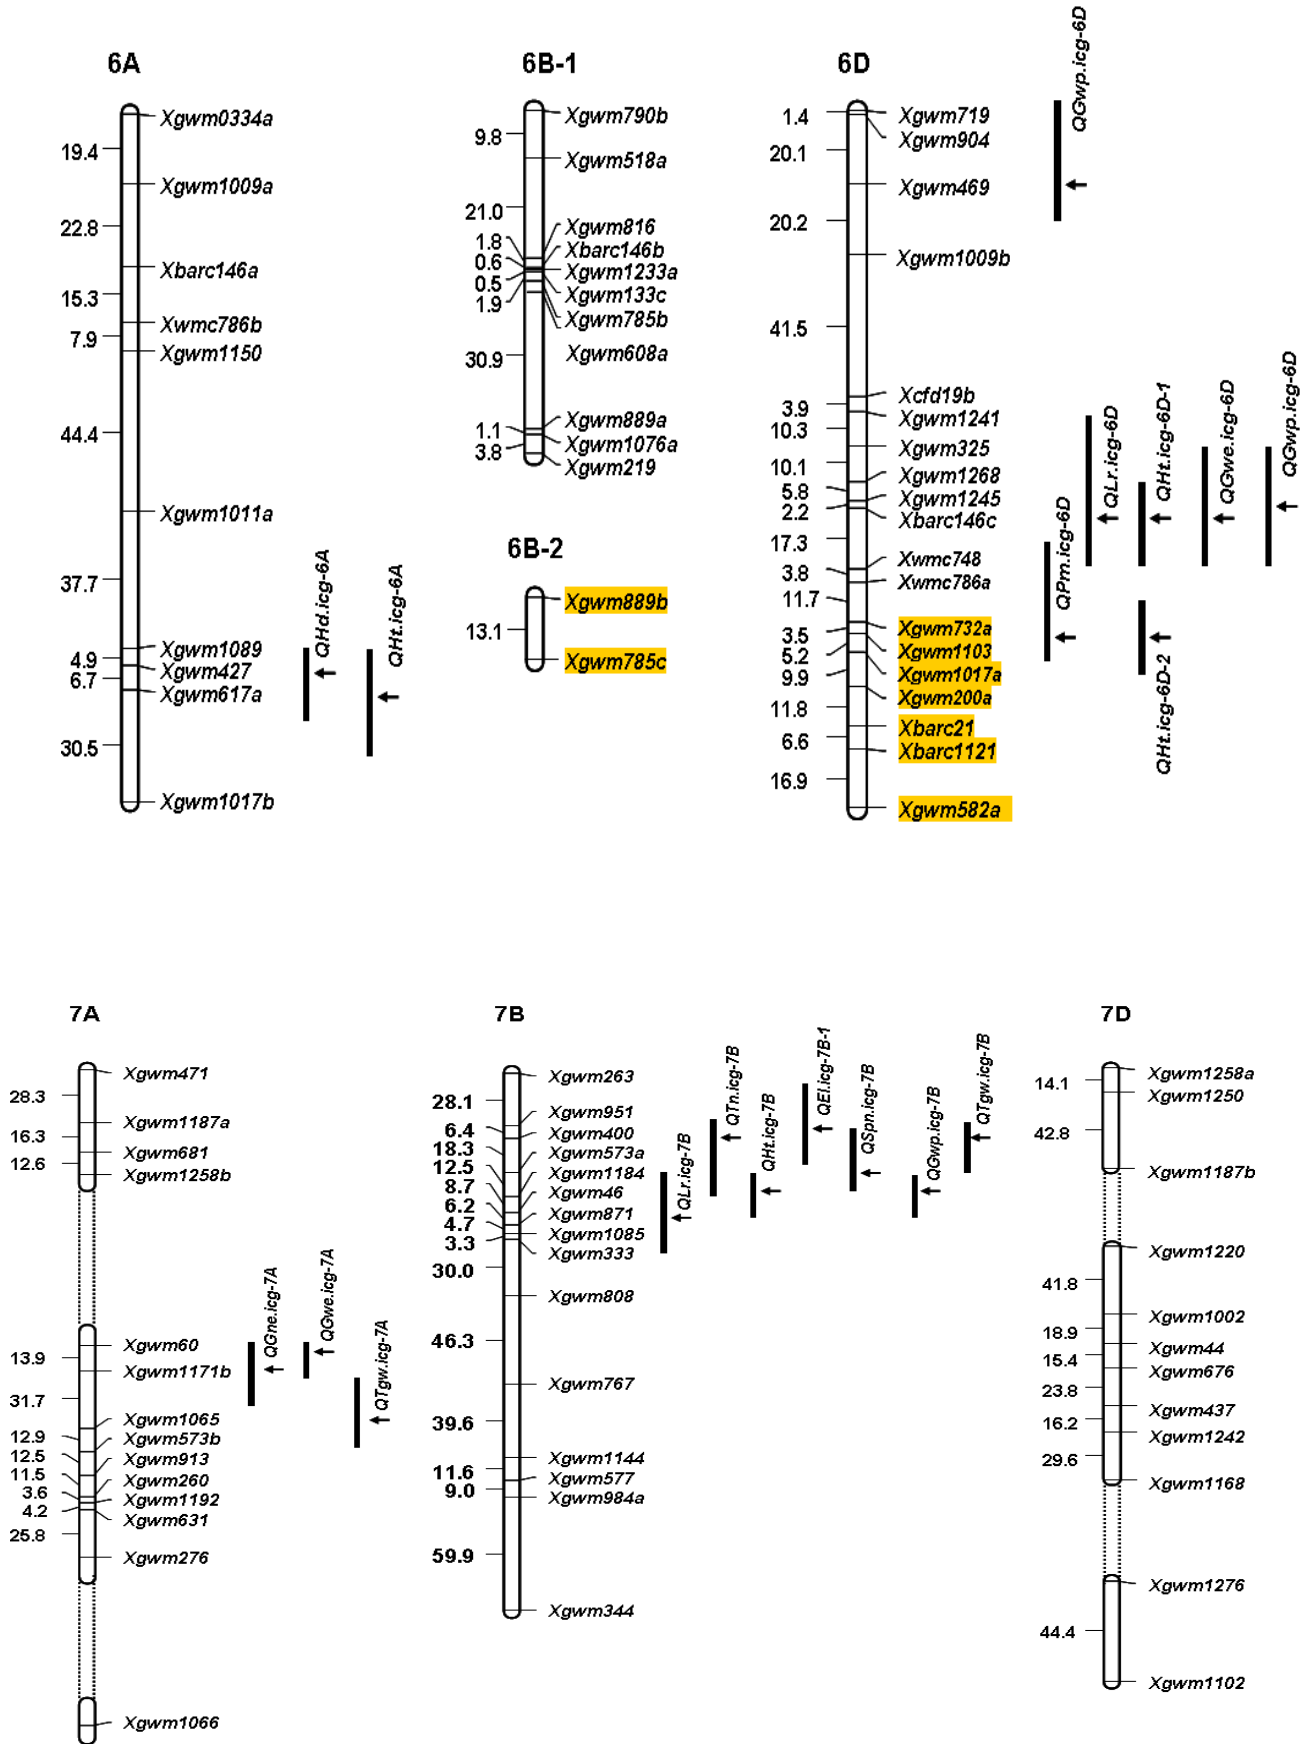 6A
19.4
22.8
15.3
7.9
44.4
37.7
4.9
6.7
30.5
Xgwm0334a
Xgwm1009a
Xbarc146a
Xwmc786b
Xgwm1150
Xgwm1011a
Xgwm1089
Xgwm427
Xgwm617a
Xgwm1017b
QHd.icg-6A
QHt.icg-6A
6B-1
9.8
21.0
1.8
0.6
0.5
1.9
30.9
1.1
3.8
Xgwm790b
Xgwm518a
Xgwm816
Xbarc146b
Xgwm1233a
Xgwm133c
Xgwm785b
Xgwm608a
Xgwm889a
Xgwm1076a
Xgwm219
6B-2
13.1
Xgwm889b
Xgwm785c
6D
1.4
20.1
20.2
41.5
3.9
10.3
10.1
5.8
2.2
17.3
3.8
11.7
3.5
5.2
9.9
11.8
6.6
16.9
Xgwm719
Xgwm904
Xgwm469
Xgwm1009b
Xcfd19b
Xgwm1241
Xgwm325
Xgwm1268
Xgwm1245
Xbarc146c
Xwmc748
Xwmc786a
Xgwm732a
Xgwm1103
Xgwm1017a
Xgwm200a
Xbarc21
Xbarc1121
Xgwm582a
QGwp.icg-6D
QPm.icg-6D
QLr.icg-6D
QHt.icg-6D-1
QHt.icg-6D-2
QGwe.icg-6D
QGwp.icg-6D
7A
28.3
16.3
12.6
13.9
31.7
12.9
12.5
11.5
3.6
4.2
25.8
Xgwm471
Xgwm1187a
Xgwm681
Xgwm1258b
Xgwm60
Xgwm1171b
Xgwm1065
Xgwm573b
Xgwm913
Xgwm260
Xgwm1192
Xgwm631
Xgwm276
Xgwm1066
QGne.icg-7A
QGwe.icg-7A
QTgw.icg-7A
7B
28.1
6.4
18.3
12.5
8.7
6.2
4.7
3.3
30.0
46.3
39.6
11.6
9.0
59.9
Xgwm263
Xgwm951
Xgwm400
Xgwm573a
Xgwm1184
Xgwm46
Xgwm871
Xgwm1085
Xgwm333
Xgwm808
Xgwm767
Xgwm1144
Xgwm577
Xgwm984a
Xgwm344
QLr.icg-7B
QTn.icg-7B
QHt.icg-7B
QEl.icg-7B-1
QSpn.icg-7B
QGwp.icg-7B
QTgw.icg-7B
7D
14.1
42.8
41.8
18.9
15.4
23.8
16.2
29.6
44.4
Xgwm1258a
Xgwm1250
Xgwm1187b
Xgwm1220
Xgwm1002
Xgwm44
Xgwm676
Xgwm437
Xgwm1242
Xgwm1168
Xgwm1276
Xgwm1102